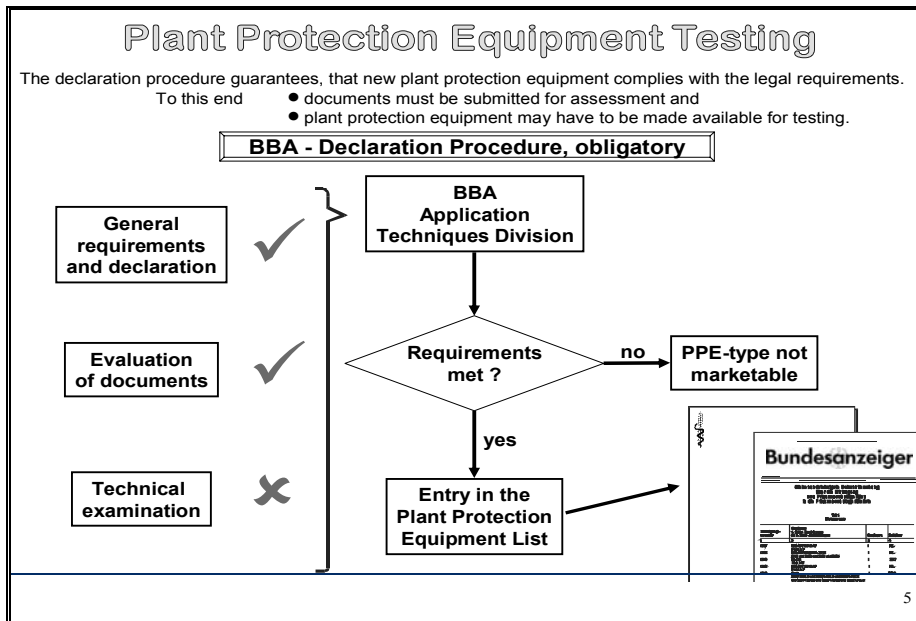 Plant Protection Equipment Testing
The declaration procedure guarantees, that new plant protection equipment complies with the legal requirements.
To this end ● documents must be submitted for assessment and
● plant protection equipment may have to be made available for testing.
BBA - Declaration Procedure, obligatory
General
requirements
and declaration
Evaluation
of documents
Technical
examination
BBA
Application
Techniques Division
Requirements
met ?
no
PPE-type not
marketable
yes
Entry in the
Plant Protection
Equipment List
Bundesanzeiger
5